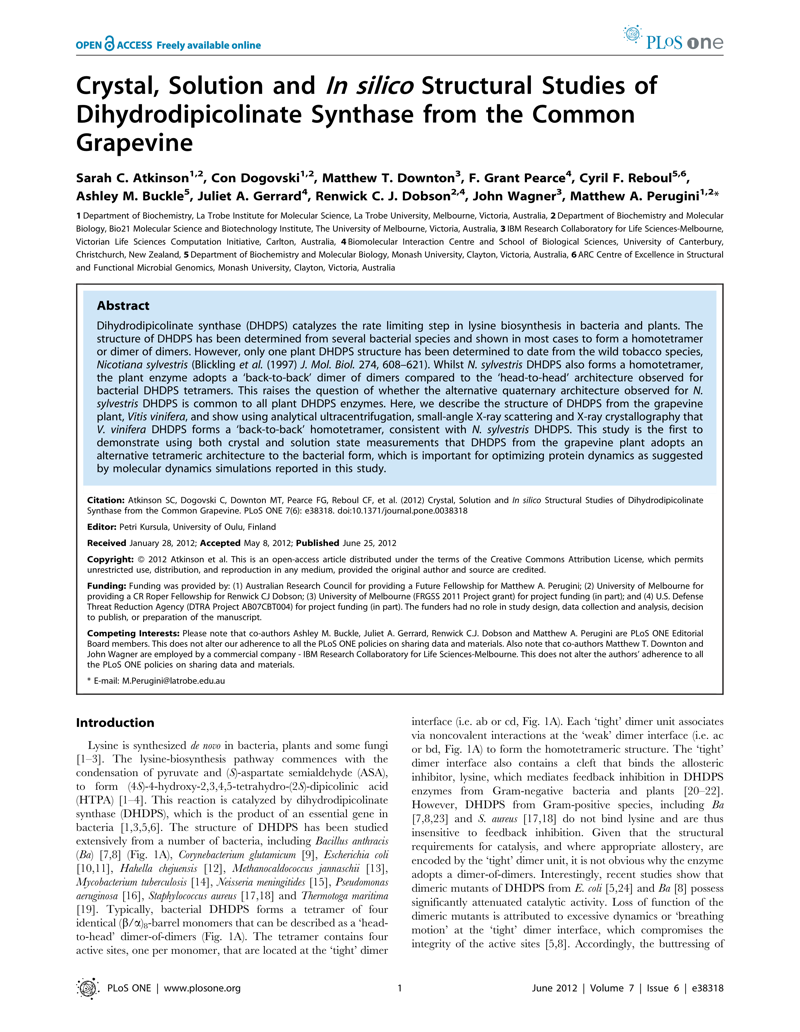 OPEN ACCESS Freely available online
PLoS one
Crystal, Solution and In silico Structural Studies of
Dihydrodipicolinate Synthase from the Common
Grapevine
Sarah C. Atkinson1,2, Con Dogovski1,2, Matthew T. Downton3, F. Grant Pearce4, Cyril F. Reboul5,6,
Ashley M. Buckle5, Juliet A. Gerrard4, Renwick C. J. Dobson2,4, John Wagner3, Matthew A. Perugini1,2*
1 Department of Biochemistry, La Trobe Institute for Molecular Science, La Trobe University, Melbourne, Victoria, Australia, 2 Department of Biochemistry and Molecular
Biology, Bio21 Molecular Science and Biotechnology Institute, The University of Melbourne, Victoria, Australia, 3 IBM Research Collaboratory for Life Sciences-Melbourne,
Victorian Life Sciences Computation Initiative, Carlton, Australia, 4 Biomolecular Interaction Centre and School of Biological Sciences, University of Canterbury,
Christchurch, New Zealand, 5 Department of Biochemistry and Molecular Biology, Monash University, Clayton, Victoria, Australia, 6 ARC Centre of Excellence in Structural
and Functional Microbial Genomics, Monash University, Clayton, Victoria, Australia
Abstract
Dihydrodipicolinate synthase (DHDPS) catalyzes the rate limiting step in lysine biosynthesis in bacteria and plants. The
structure of DHDPS has been determined from several bacterial species and shown in most cases to form a homotetramer
or dimer of dimers. However, only one plant DHDPS structure has been determined to date from the wild tobacco species,
Nicotiana sylvestris (Blickling et al. (1997) J. Mol. Biol. 274, 608–621). Whilst N. sylvestris DHDPS also forms a homotetramer,
the plant enzyme adopts a ‘back-to-back’ dimer of dimers compared to the ‘head-to-head’ architecture observed for
bacterial DHDPS tetramers. This raises the question of whether the alternative quaternary architecture observed for N.
sylvestris DHDPS is common to all plant DHDPS enzymes. Here, we describe the structure of DHDPS from the grapevine
plant, Vitis vinifera, and show using analytical ultracentrifugation, small-angle X-ray scattering and X-ray crystallography that
V. vinifera DHDPS forms a ‘back-to-back’ homotetramer, consistent with N. sylvestris DHDPS. This study is the first to
demonstrate using both crystal and solution state measurements that DHDPS from the grapevine plant adopts an
alternative tetrameric architecture to the bacterial form, which is important for optimizing protein dynamics as suggested
by molecular dynamics simulations reported in this study.
Citation: Atkinson SC, Dogovski C, Downton MT, Pearce FG, Reboul CF, et al. (2012) Crystal, Solution and In silico Structural Studies of Dihydrodipicolinate
Synthase from the Common Grapevine. PLoS ONE 7(6): e38318. doi:10.1371/journal.pone.0038318
Editor: Petri Kursula, University of Oulu, Finland
Received January 28, 2012; Accepted May 8, 2012; Published June 25, 2012
Copyright: © 2012 Atkinson et al. This is an open-access article distributed under the terms of the Creative Commons Attribution License, which permits
unrestricted use, distribution, and reproduction in any medium, provided the original author and source are credited.
Funding: Funding was provided by: (1) Australian Research Council for providing a Future Fellowship for Matthew A. Perugini; (2) University of Melbourne for
providing a CR Roper Fellowship for Renwick CJ Dobson; (3) University of Melbourne (FRGSS 2011 Project grant) for project funding (in part); and (4) U.S. Defense
Threat Reduction Agency (DTRA Project AB07CBT004) for project funding (in part). The funders had no role in study design, data collection and analysis, decision
to publish, or preparation of the manuscript.
Competing Interests: Please note that co-authors Ashley M. Buckle, Juliet A. Gerrard, Renwick C.J. Dobson and Matthew A. Perugini are PLoS ONE Editorial
Board members. This does not alter our adherence to all the PLoS ONE policies on sharing data and materials. Also note that co-authors Matthew T. Downton and
John Wagner are employed by a commercial company - IBM Research Collaboratory for Life Sciences-Melbourne. This does not alter the authors’ adherence to all
the PLoS ONE policies on sharing data and materials.
* E-mail: M.Perugini@latrobe.edu.au
Introduction
Lysine is synthesized de novo in bacteria, plants and some fungi
[1–3]. The lysine-biosynthesis pathway commences with the
condensation of pyruvate and (S)-aspartate semialdehyde (ASA),
to form (4S)-4-hydroxy-2,3,4,5-tetrahydro-(2S)-dipicolinic acid
(HTPA) [1–4]. This reaction is catalyzed by dihydrodipicolinate
synthase (DHDPS), which is the product of an essential gene in
bacteria [1,3,5,6]. The structure of DHDPS has been studied
extensively from a number of bacteria, including Bacillus anthracis
(Ba) [7,8] (Fig. 1A), Corynebacterium glutamicum [9], Escherichia coli
[10,11], Hahella chejuensis [12], Methanocaldococcus jannaschii [13],
Mycobacterium tuberculosis [14], Neisseria meningitides [15], Pseudomonas
aeruginosa [16], Staphylococcus aureus [17,18] and Thermotoga maritima
[19]. Typically, bacterial DHDPS forms a tetramer of four
identical (β/α)8-barrel monomers that can be described as a ‘head-
to-head’ dimer-of-dimers (Fig. 1A). The tetramer contains four
active sites, one per monomer, that are located at the ‘tight’ dimer
interface (i.e. ab or cd, Fig. 1A). Each ‘tight’ dimer unit associates
via noncovalent interactions at the ‘weak’ dimer interface (i.e. ac
or bd, Fig. 1A) to form the homotetrameric structure. The ‘tight’
dimer interface also contains a cleft that binds the allosteric
inhibitor, lysine, which mediates feedback inhibition in DHDPS
enzymes from Gram-negative bacteria and plants [20–22].
However, DHDPS from Gram-positive species, including Ba
[7,8,23] and S. aureus [17,18] do not bind lysine and are thus
insensitive to feedback inhibition. Given that the structural
requirements for catalysis, and where appropriate allostery, are
encoded by the ‘tight’ dimer unit, it is not obvious why the enzyme
adopts a dimer-of-dimers. Interestingly, recent studies show that
dimeric mutants of DHDPS from E. coli [5,24] and Ba [8] possess
significantly attenuated catalytic activity. Loss of function of the
dimeric mutants is attributed to excessive dynamics or ‘breathing
motion’ at the ‘tight’ dimer interface, which compromises the
integrity of the active sites [5,8]. Accordingly, the buttressing of
PLoS ONE | www.plosone.org
1
June 2012 | Volume 7 | Issue 6 | e38318